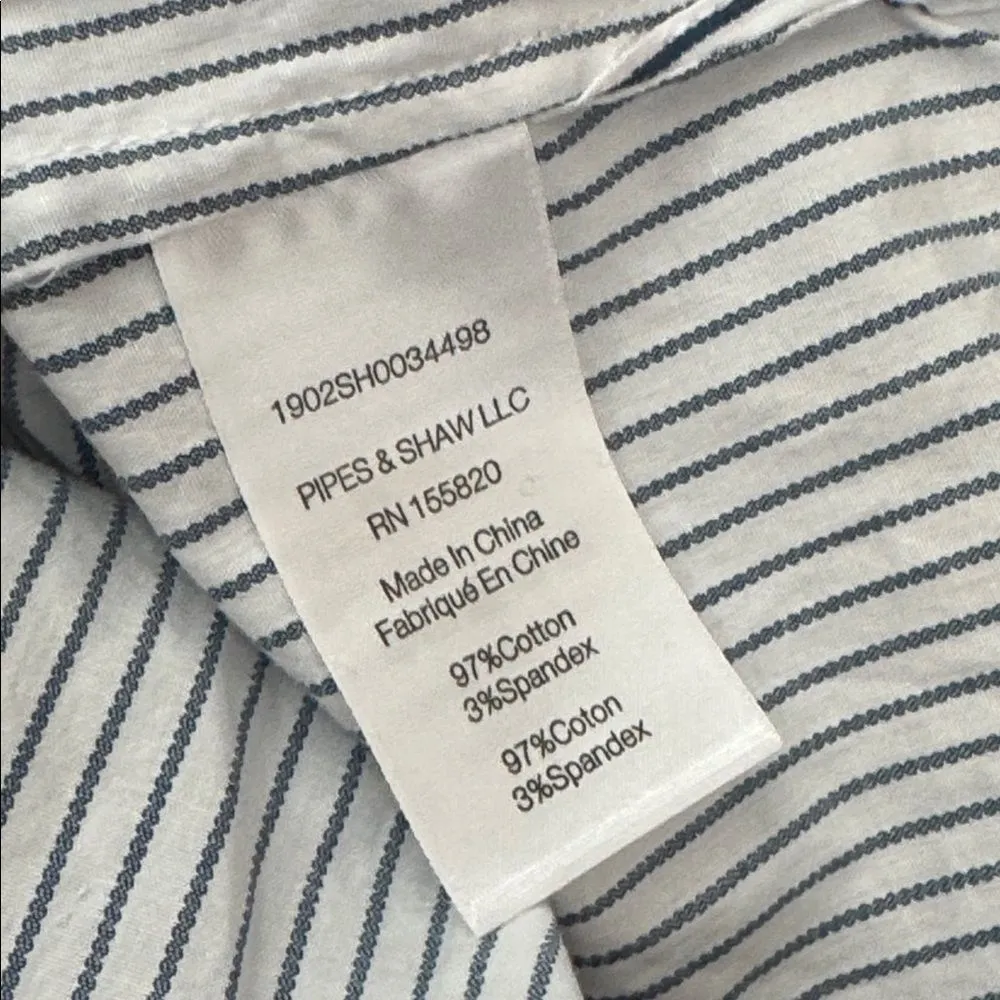 1902SH0034498
PIPES & SHAW LLC
RN 155820
Made In China
Fabriqué En Chine
97%Cotton
3%Spandex
97%Coton
3%Spandex